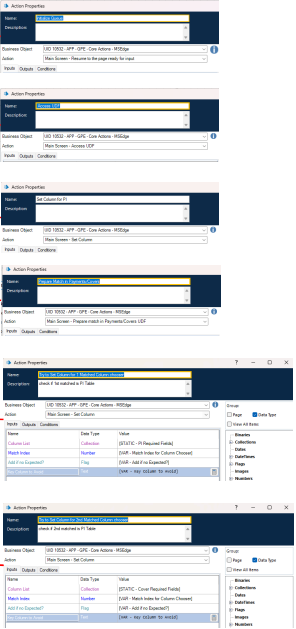 Action Properties
Name: Initialise Queue
Description:
Business Object UID 10532 - APP - GPE - Core Actions - MSEdge
Action Main Screen - Resume to the page ready for input
Inputs Outputs Conditions
Action Properties
Name: Access UDF
Description:
Business Object UID 10532 - APP - GPE - Core Actions - MSEdge
Action Main Screen - Access UDF
Inputs Outputs Conditions
Action Properties
Name: Set Column for PI
Description:
Business Object UID 10532 - APP - GPE - Core Actions - MSEdge
Action Main Screen - Set Column
Inputs Outputs Conditions
Action Properties
Name: Prepare Match in Payments/Covers
Description:
Business Object UID 10532 - APP - GPE - Core Actions - MSEdge
Action Main Screen - Prepare match in Payments/Covers UDF
Inputs Outputs Conditions
Action Properties
Name: Try to Set Column for 1 Matched Column choosen
Description: check if 1st matched is PI Table
Business Object UID 10532 - APP - GPE - Core Actions - MSEdge
Action Main Screen - Set Column
Inputs Outputs Conditions
Name Data Type Value
Column List Collection [STATIC - PI Required Fields]
Match Index Number [VAR - Match Index for Column Choosen]
Add if no Expected? Flag [VAR - Add if no Expected?]
Key Column to Avoid Text [VAR - Key Column to Avoid]
Group
Page Data Type
View All Items
Binaries
Collections
Dates
DateTimes
Flags
Images
Numbers
Action Properties
Name: Try to Set Column for 2nd Matched Column choosen
Description: check if 2nd matched is PI Table
Business Object UID 10532 - APP - GPE - Core Actions - MSEdge
Action Main Screen - Set Column
Inputs Outputs Conditions
Name Data Type Value
Column List Collection [STATIC - Cover Required Fields]
Match Index Number [VAR - Match Index for Column Choosen]
Add if no Expected? Flag [VAR - Add if no Expected?]
Key Column to Avoid Text [VAR - Key Column to Avoid]
Group
Page Data Type
View All Items
Binaries
Collections
Dates
DateTimes
Flags
Images
Numbers